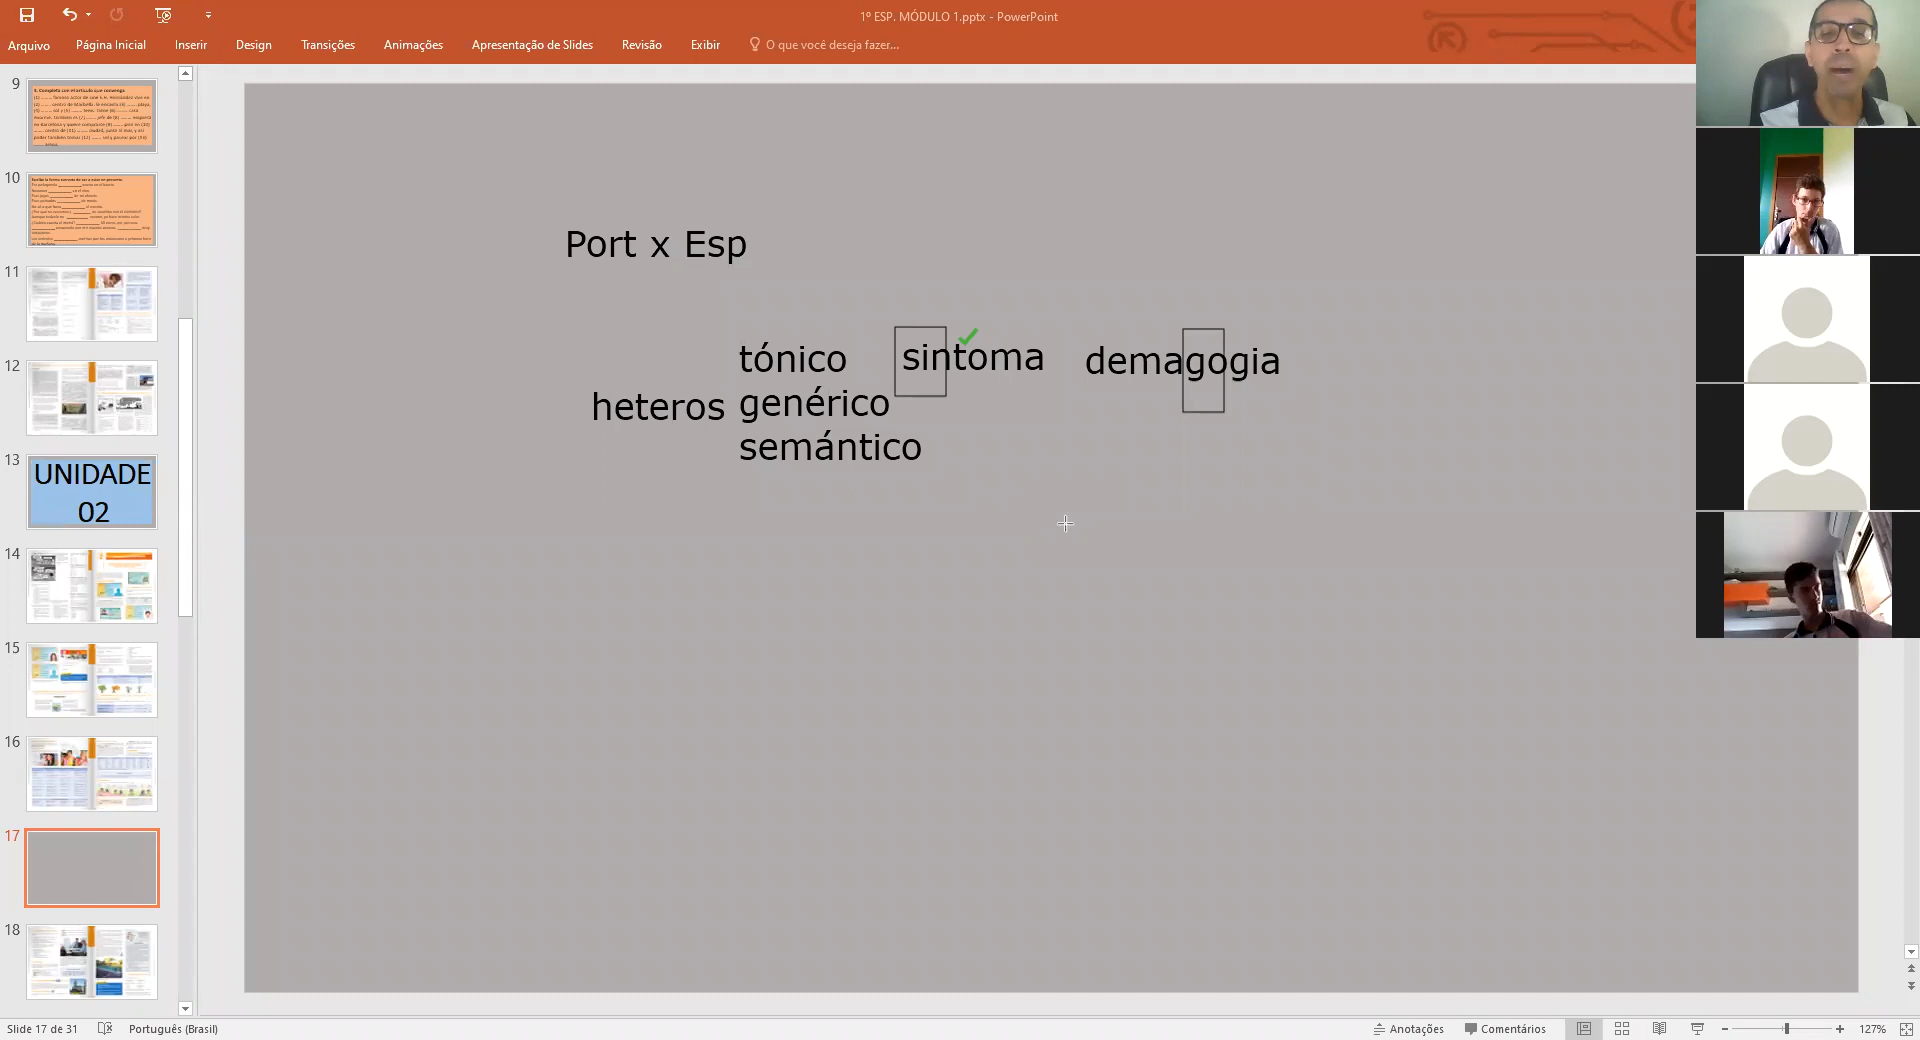 1º ESP. MÓDULO 1.pptx - PowerPoint
Arquivo Página Inicial Inserir Design Transições Animações Apresentação de Slides Revisão Exibir O que você deseja fazer...
9
10
11
12
13
UNIDADE
02
14
15
16
17
18
Port x Esp
tónico sintoma demagogia
heteros genérico
semántico
Slide 17 de 31 Português (Brasil) Anotações Comentários 127%